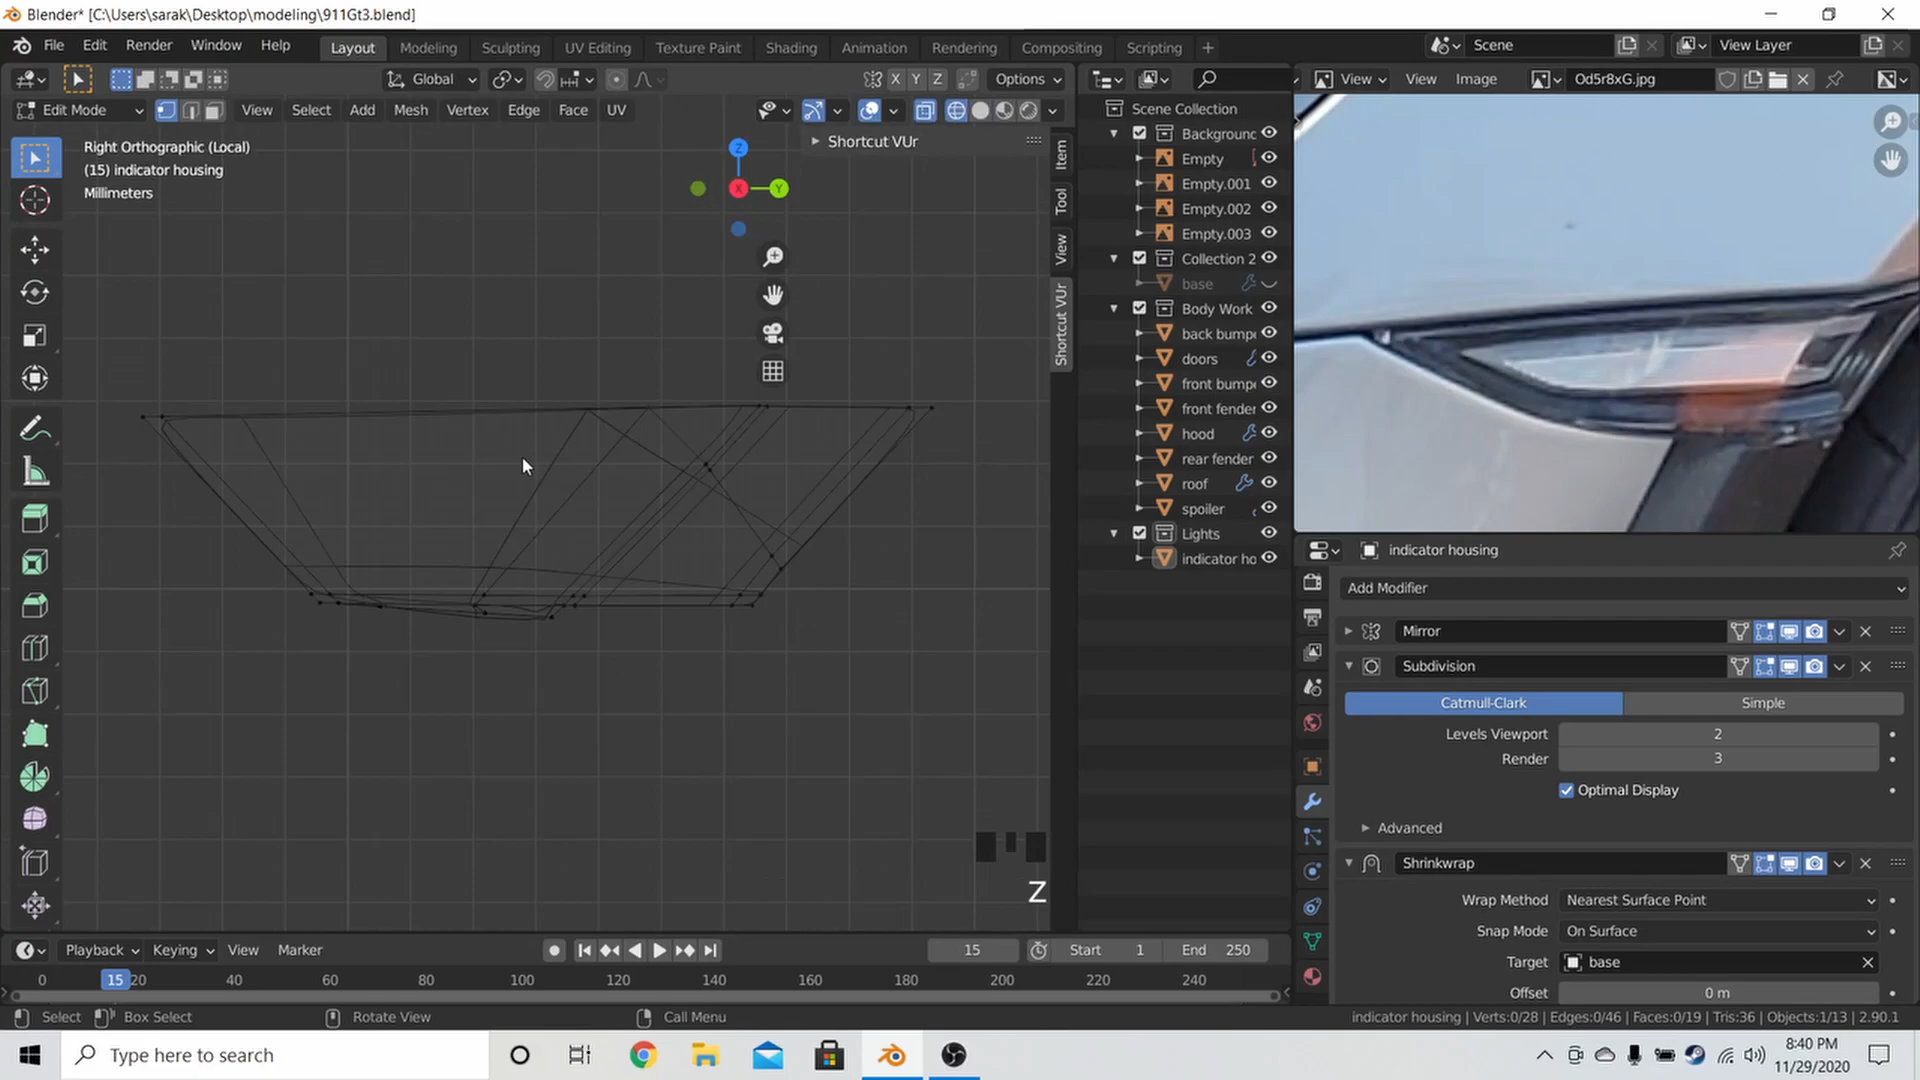 Blender* [C:\Users\sarak\Desktop\modeling\911Gt3.blend]
File Edit Render Window Help Layout Modeling Sculpting UV Editing Texture Paint Shading Animation Rendering Compositing Scripting + Scene View Layer
Global X Y Z Options View View Image Od5r8xG.jpg
Edit Mode View Select Add Mesh Vertex Edge Face UV
Scene Collection
Right Orthographic (Local)
(15) indicator housing
Millimeters
Z
X
Y
Shortcut VUr
Item
Tool
View
Shortcut VUr
Background
Empty
Empty.001
Empty.002
Empty.003
Collection 2
base
Body Work
back bumpe
doors
front bumpe
front fender
hood
rear fender
roof
spoiler
Lights
indicator ho
indicator housing
Add Modifier
Mirror
Subdivision
Catmull-Clark Simple
Levels Viewport 2
Render 3
Optimal Display
Advanced
Shrinkwrap
Wrap Method Nearest Surface Point
Snap Mode On Surface
Target base
Offset 0 m
Z
Playback Keying View Marker 15 Start 1 End 250
0 15 20 40 60 80 100 120 140 160 180 200 220 240
Select Box Select Rotate View Call Menu indicator housing | Verts:0/28 | Edges:0/46 | Faces:0/19 | Tris:36 | Objects:1/13 | 2.90.1
Type here to search
8:40 PM
11/29/2020